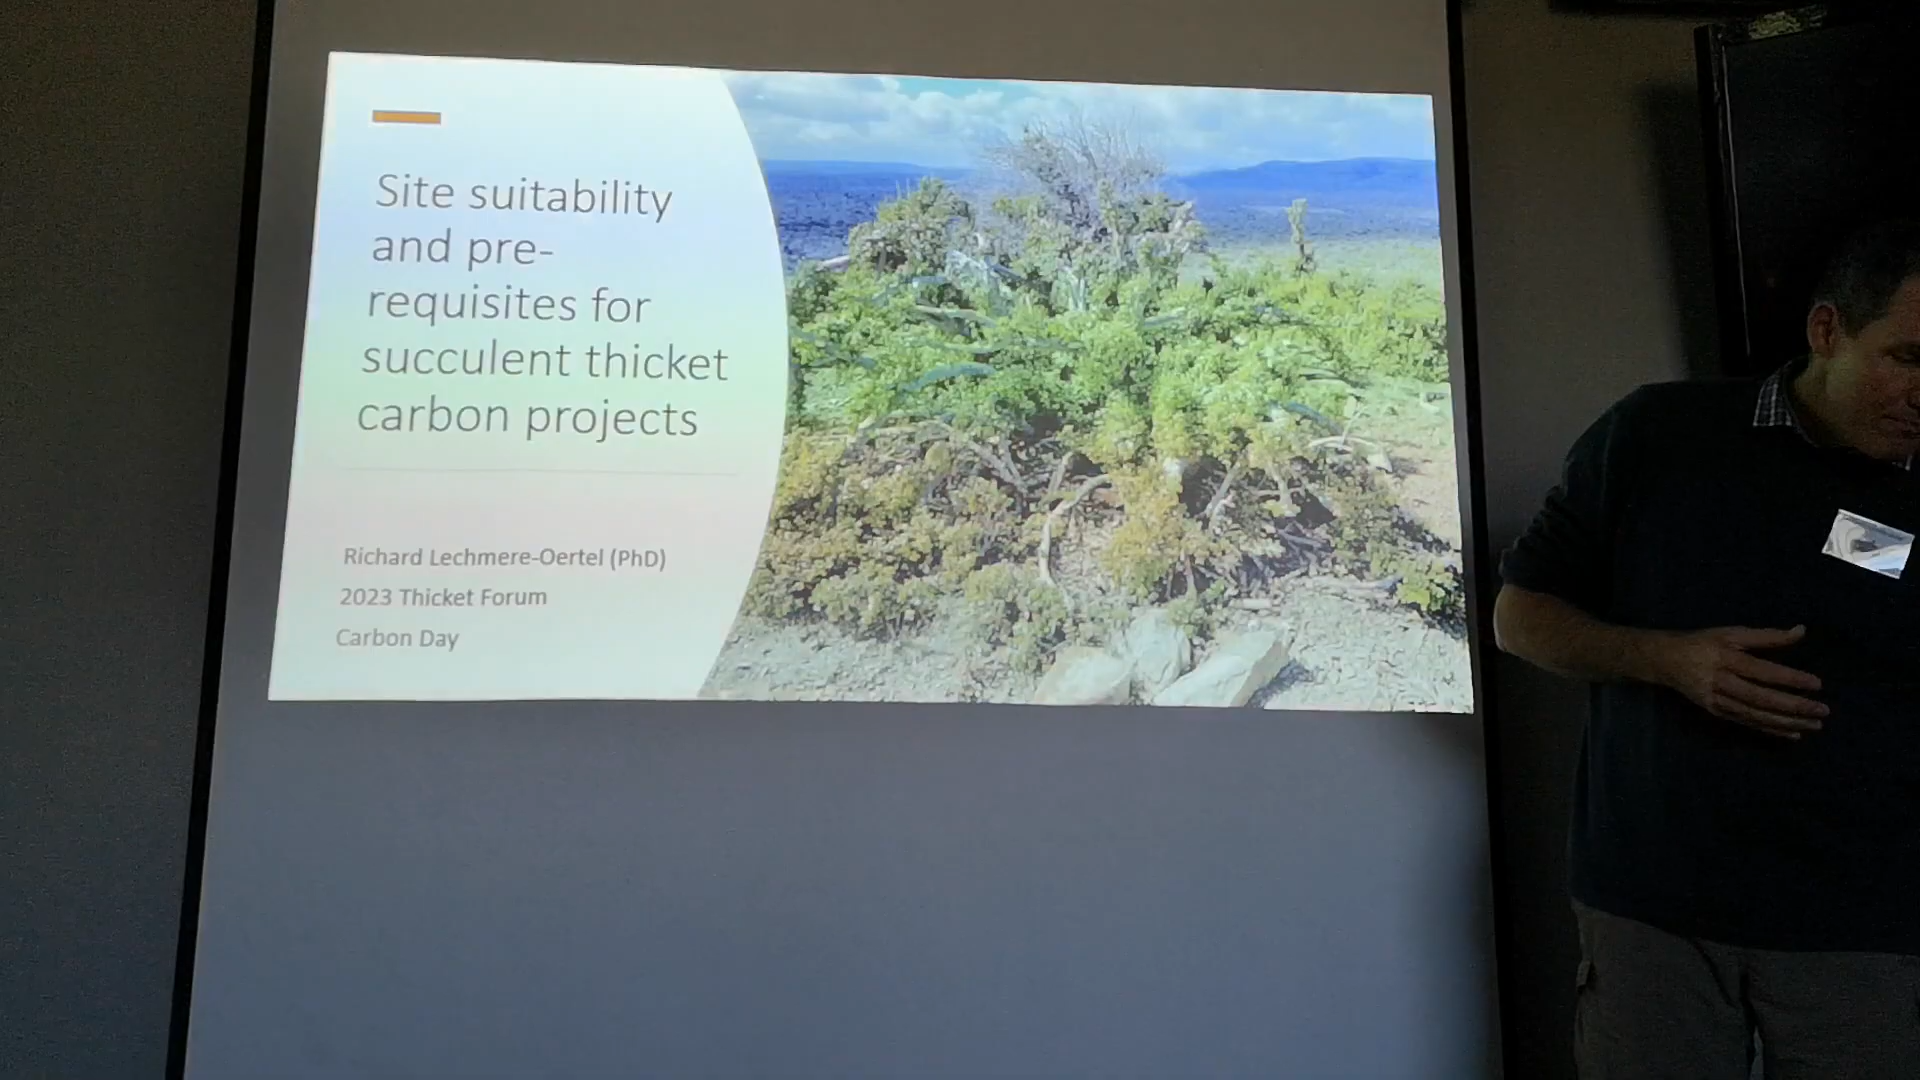 Site suitability
and pre-
requisites for
succulent thicket
carbon projects
Richard Lechmere-Oertel (PhD)
2023 Thicket Forum
Carbon Day